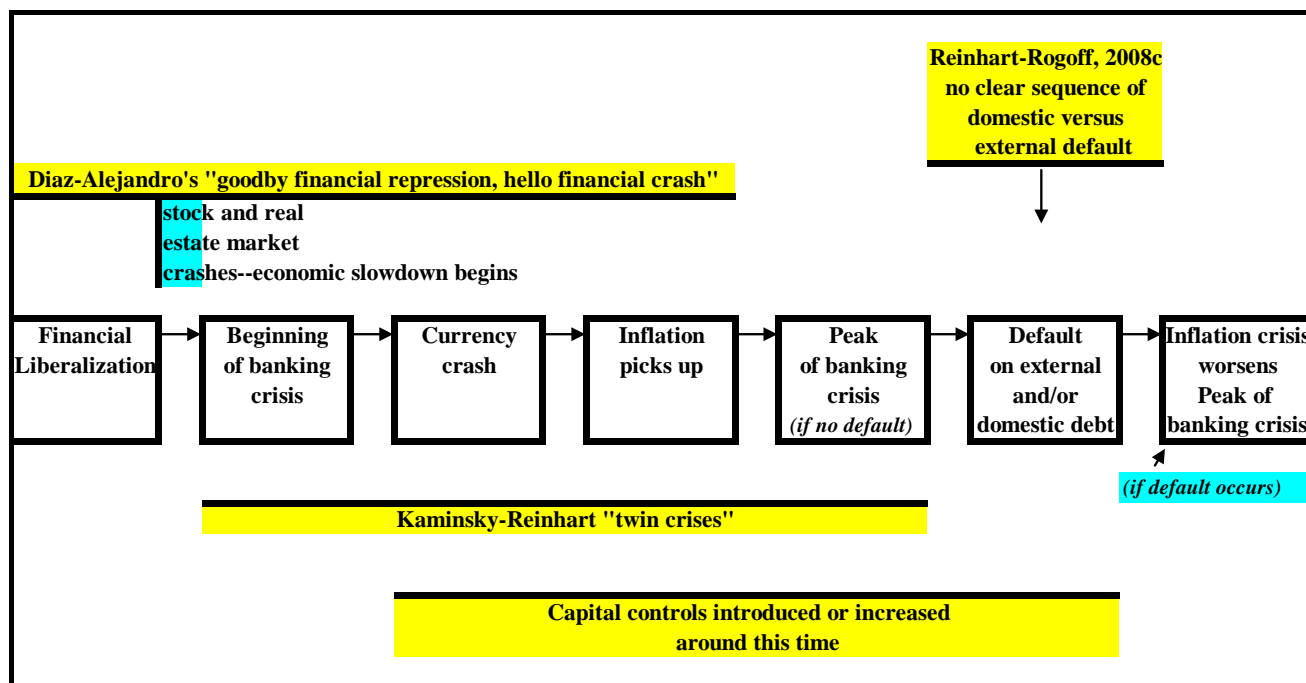 Reinhart-Rogoff, 2008c
no clear sequence of
domestic versus
external default
Diaz-Alejandro's "goodby financial repression, hello financial crash"
stock and real
estate market
crashes--economic slowdown begins
Financial
Liberalization
Beginning
of banking
crisis
Currency
crash
Inflation
picks up
Peak
of banking
crisis
(if no default)
Default
on external
and/or
domestic debt
Inflation crisis
worsens
Peak of
banking crisis
(if default occurs)
Kaminsky-Reinhart "twin crises"
Capital controls introduced or increased
around this time